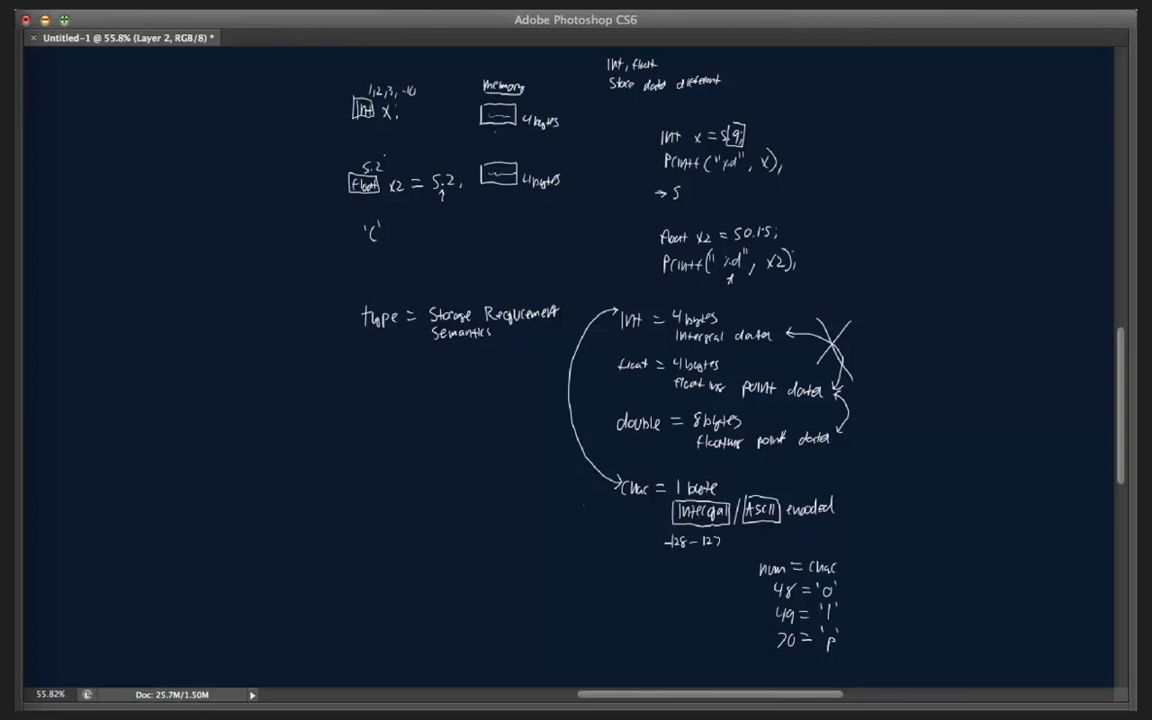 Adobe Photoshop CS6
Untitled-1 @ 55.8% (Layer 2, RGB/8) *
1,2,3, -10
Int x;
memory
4 bytes
5.2
float x2 = 5.2,
4 bytes
'c'
type = Storage Requirement
Semantics
Int, float
Store data different
Int x = 5.9;
Printf("%d", x);
→ 5
float x2 = 50.15;
Printf("%d", x2);
Int = 4 bytes
Intergral data
float = 4 bytes
floating point data
double = 8 bytes
floating point data
char = 1 byte
Intergral / Ascii encoded
-128 - 127
num = char
48 = '0'
49 = '1'
70 = 'p'
55.82%
Doc: 25.7M/1.50M